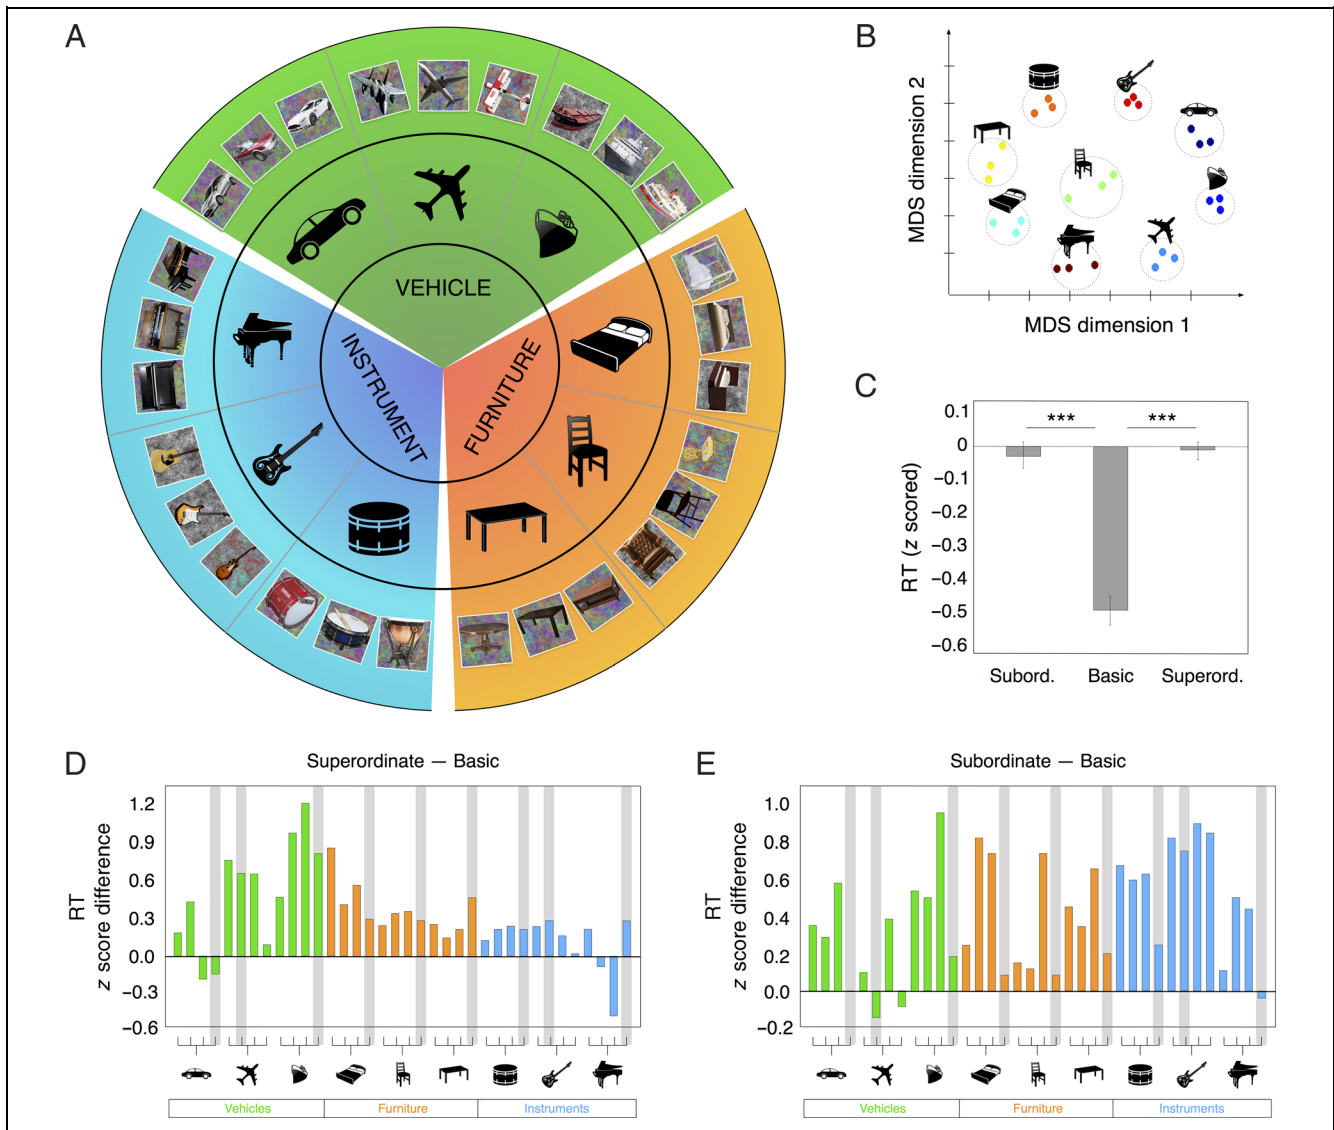 A
VEHICLE
INSTRUMENT
FURNITURE
B
MDS dimension 2
MDS dimension 1
C
RT (z scored)
0.1
0
−0.1
−0.2
−0.3
−0.4
−0.5
−0.6
*** ***
Subord. Basic Superord.
D
Superordinate — Basic
RT
z score difference
1.2
0.9
0.6
0.3
0.0
−0.3
−0.6
Vehicles Furniture Instruments
E
Subordinate — Basic
RT
z score difference
1.0
0.8
0.6
0.4
0.2
0.0
−0.2
Vehicles Furniture Instruments